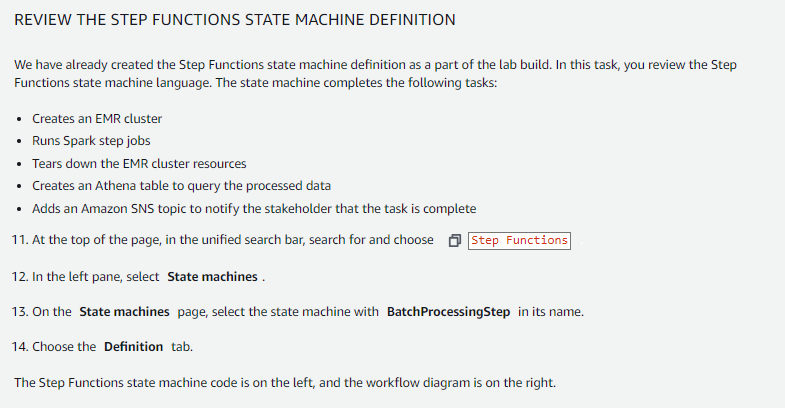 REVIEW THE STEP FUNCTIONS STATE MACHINE DEFINITION
We have already created the Step Functions state machine definition as a part of the lab build. In this task, you review the Step
Functions state machine language. The state machine completes the following tasks:
• Creates an EMR cluster
• Runs Spark step jobs
• Tears down the EMR cluster resources
• Creates an Athena table to query the processed data
• Adds an Amazon SNS topic to notify the stakeholder that the task is complete
11. At the top of the page, in the unified search bar, search for and choose Step Functions
12. In the left pane, select State machines .
13. On the State machines page, select the state machine with BatchProcessingStep in its name.
14. Choose the Definition tab.
The Step Functions state machine code is on the left, and the workflow diagram is on the right.